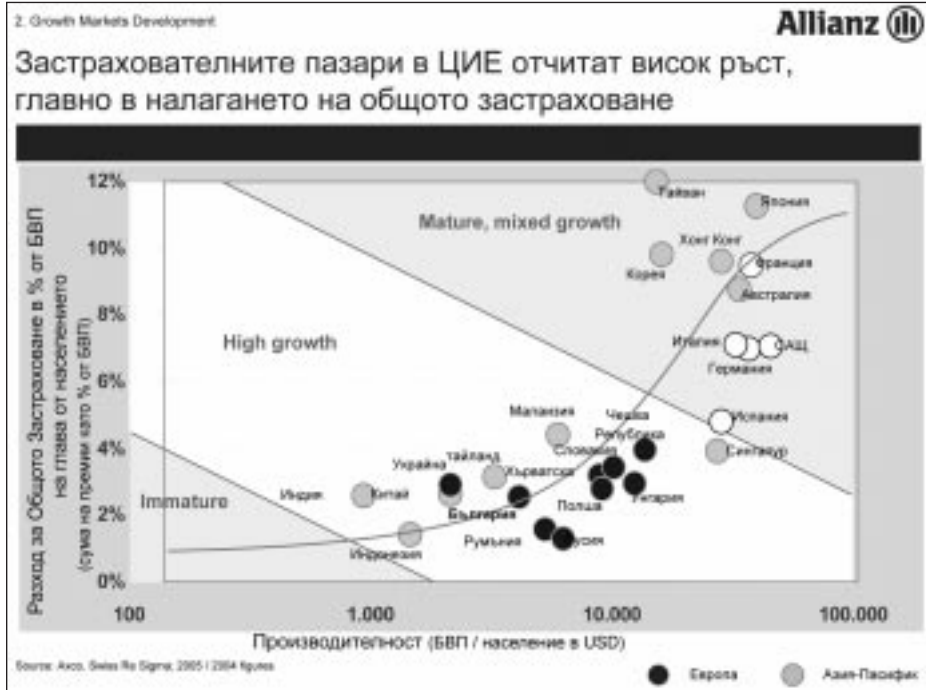 2. Growth Markets Development
Allianz
Застрахователните пазари в ЦИЕ отчитат висок ръст,
главно в налагането на общото застраховане
Разход за Общото Застраховане в % от БВП
на глава от населението
(сума на премии като % от БВП)
12%
10%
8%
6%
4%
2%
0%
Mature, mixed growth
High growth
Immature
Тайван
Япония
Хонг Конг
Корея
Франция
Австралия
Италия
САЩ
Германия
Испания
Сингапур
Малаизия
Чешка
Република
Словакия
Хърватска
Тайланд
Украйна
Унгария
Полша
Индия
Китай
България
Румъния
Русия
Индонезия
100
1.000
10.000
100.000
Производителност (БВП / население в USD)
Source: Axco, Swiss Re Sigma; 2005 / 2004 figures
Европа
Азия-Пасифик